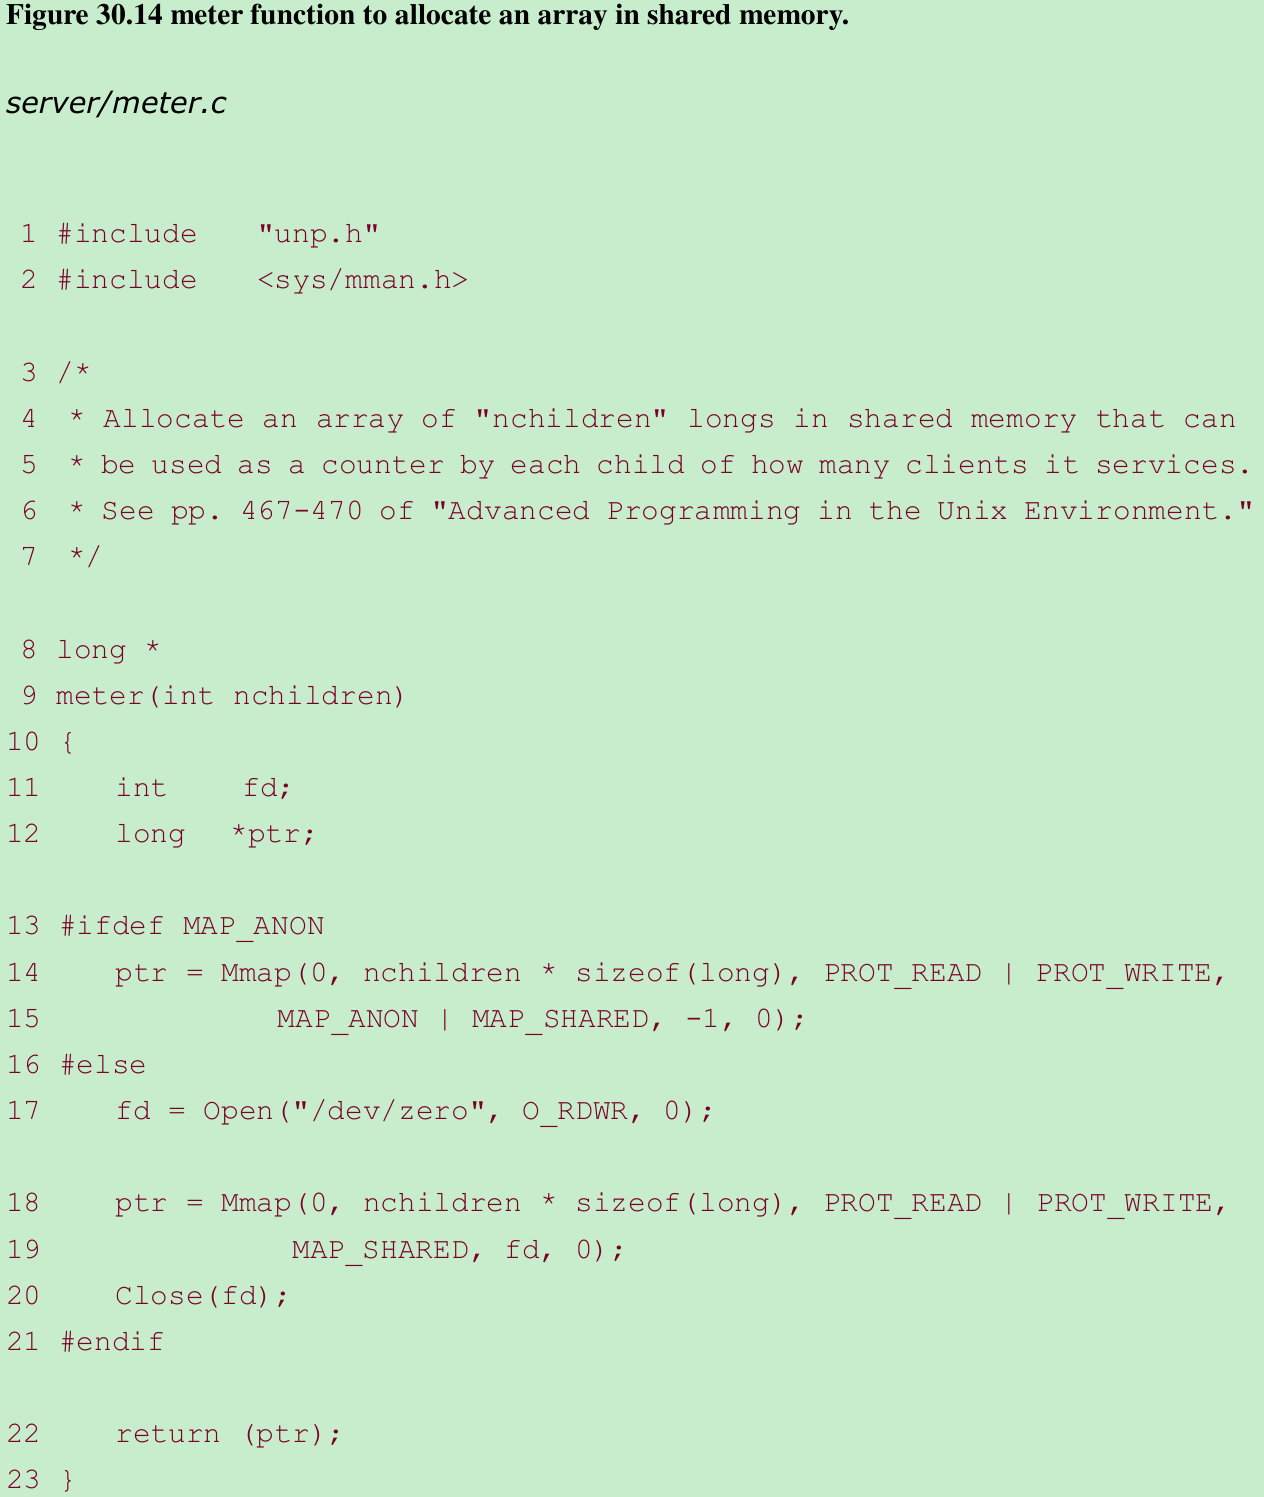 Figure 30.14 meter function to allocate an array in shared memory.
server/meter.c
1 #include "unp.h"
2 #include <sys/mman.h>
3 /*
4 * Allocate an array of "nchildren" longs in shared memory that can
5 * be used as a counter by each child of how many clients it services.
6 * See pp. 467-470 of "Advanced Programming in the Unix Environment."
7 */
8 long *
9 meter(int nchildren)
10 {
11 int fd;
12 long *ptr;
13 #ifdef MAP_ANON
14 ptr = Mmap(0, nchildren * sizeof(long), PROT_READ | PROT_WRITE,
15 MAP_ANON | MAP_SHARED, -1, 0);
16 #else
17 fd = Open("/dev/zero", O_RDWR, 0);
18 ptr = Mmap(0, nchildren * sizeof(long), PROT_READ | PROT_WRITE,
19 MAP_SHARED, fd, 0);
20 Close(fd);
21 #endif
22 return (ptr);
23 }